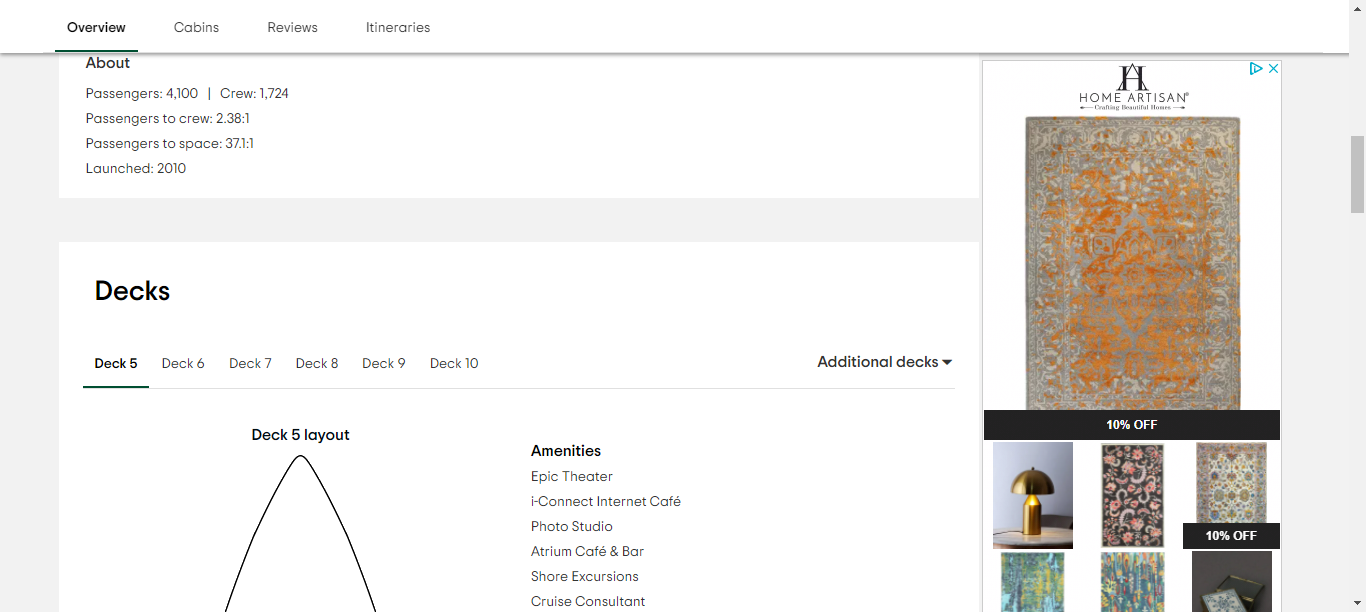 Overview Cabins Reviews Itineraries
About
Passengers: 4,100 | Crew: 1,724
Passengers to crew: 2.38:1
Passengers to space: 37.1:1
Launched: 2010
Decks
Deck 5 Deck 6 Deck 7 Deck 8 Deck 9 Deck 10 Additional decks
Deck 5 layout
Amenities
Epic Theater
i-Connect Internet Café
Photo Studio
Atrium Café & Bar
Shore Excursions
Cruise Consultant
HOME ARTISAN®
Crafting Beautiful Homes
10% OFF
10% OFF